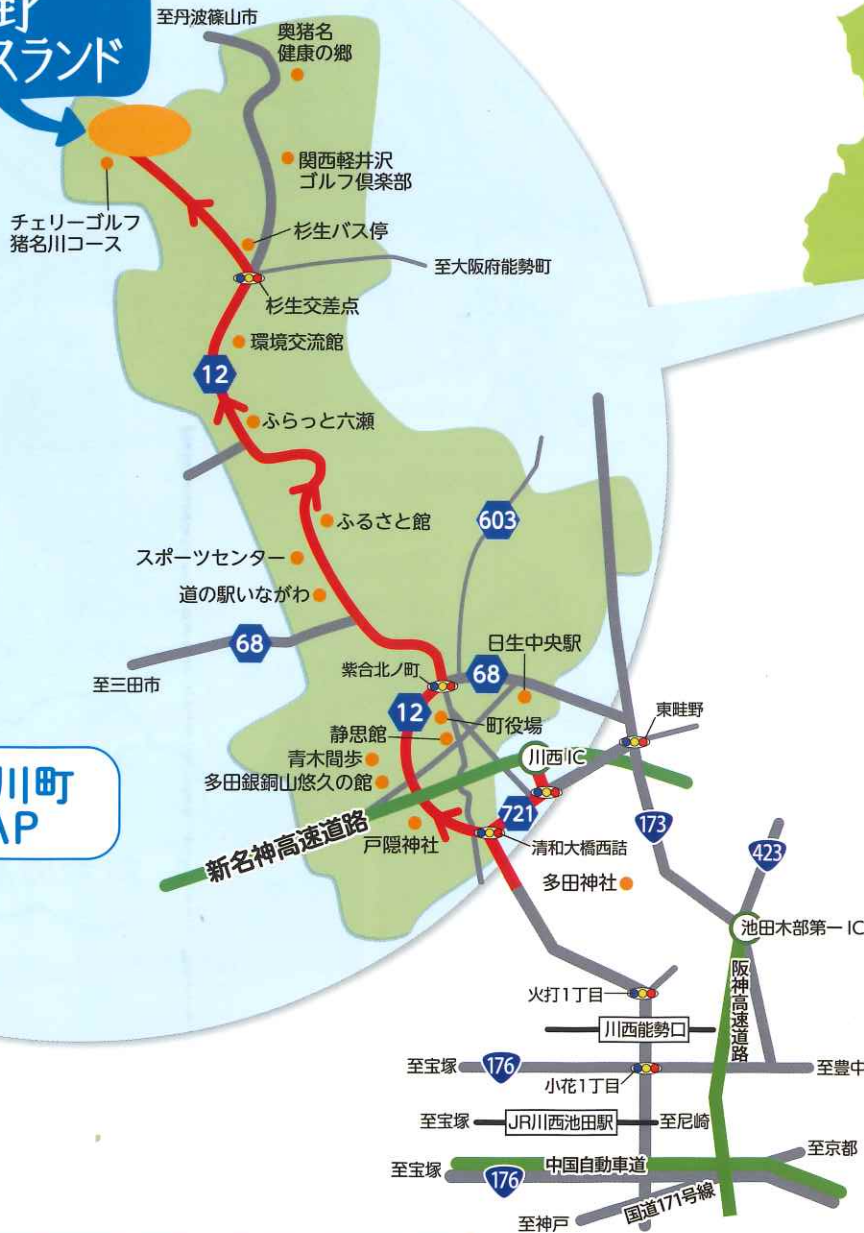 野
スランド
至丹波篠山市
奥猪名
健康の郷
関西軽井沢
ゴルフ倶楽部
チェリーゴルフ
猪名川コース
杉生バス停
至大阪府能勢町
杉生交差点
環境交流館
12
ふらっと六瀬
603
ふるさと館
スポーツセンター
道の駅いながわ
68
至三田市
日生中央駅
紫合北ノ町
68
12
町役場
東畦野
静思館
青木間歩
川西IC
多田銀銅山悠久の館
川町
AP
721
173
新名神高速道路
戸隠神社
清和大橋西詰
423
多田神社
池田木部第一IC
阪神高速道路
火打1丁目
川西能勢口
至宝塚
176
至豊中
小花1丁目
至宝塚
JR川西池田駅
至尼崎
至京都
至宝塚
中国自動車道
176
国道171号線
至神戸